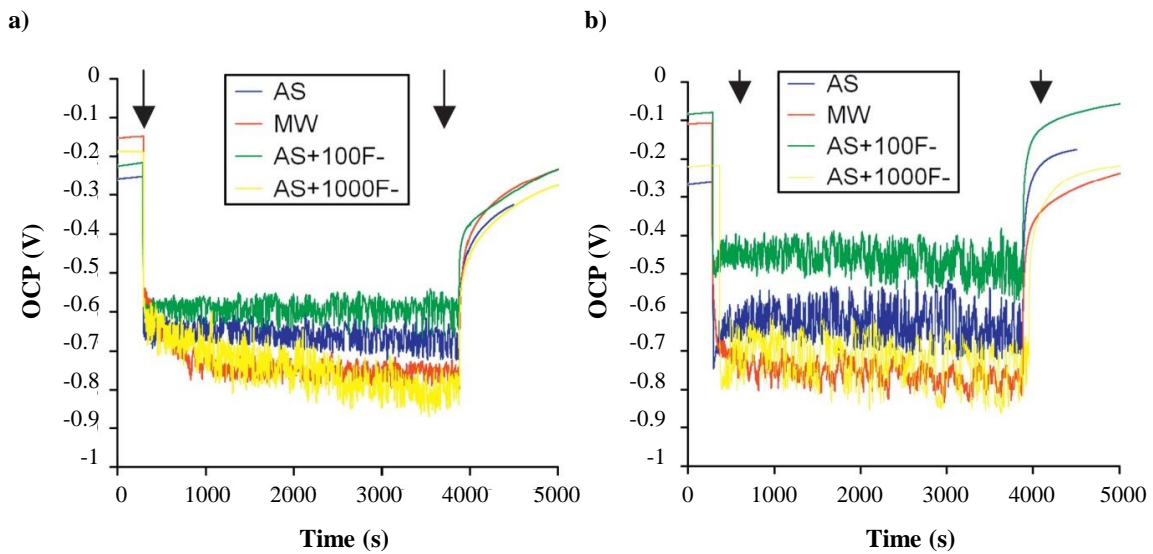 a)
0
-0.1
-0.2
-0.3
-0.4
-0.5
-0.6
-0.7
-0.8
-0.9
-1
OCP (V)
AS
MW
AS+100F-
AS+1000F-
0 1000 2000 3000 4000 5000
Time (s)
b)
0
-0.1
-0.2
-0.3
-0.4
-0.5
-0.6
-0.7
-0.8
-0.9
-1
OCP (V)
AS
MW
AS+100F-
AS+1000F-
0 1000 2000 3000 4000 5000
Time (s)